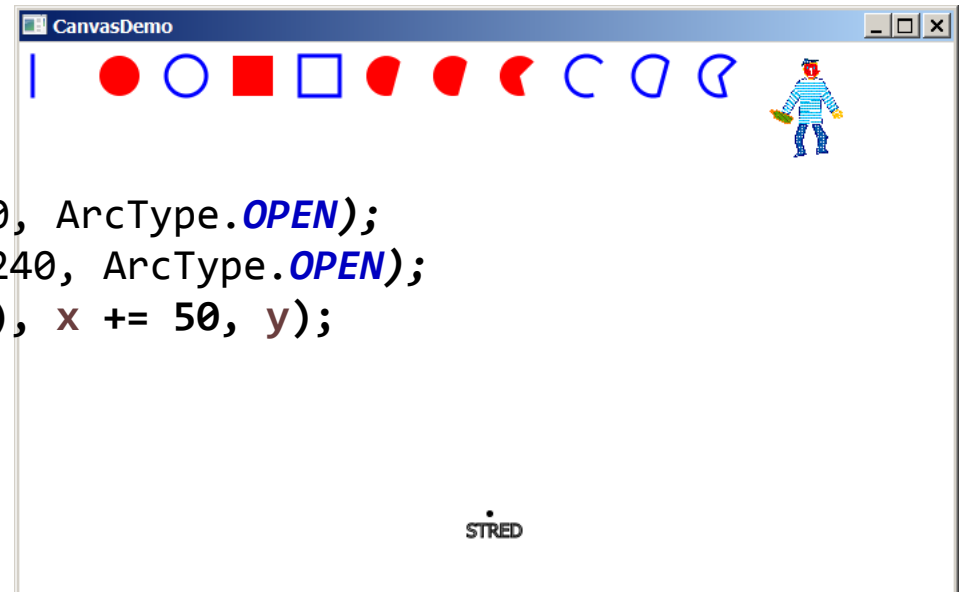 CanvasDemo
0, ArcType.OPEN);
240, ArcType.OPEN);
), x += 50, y);
STRED